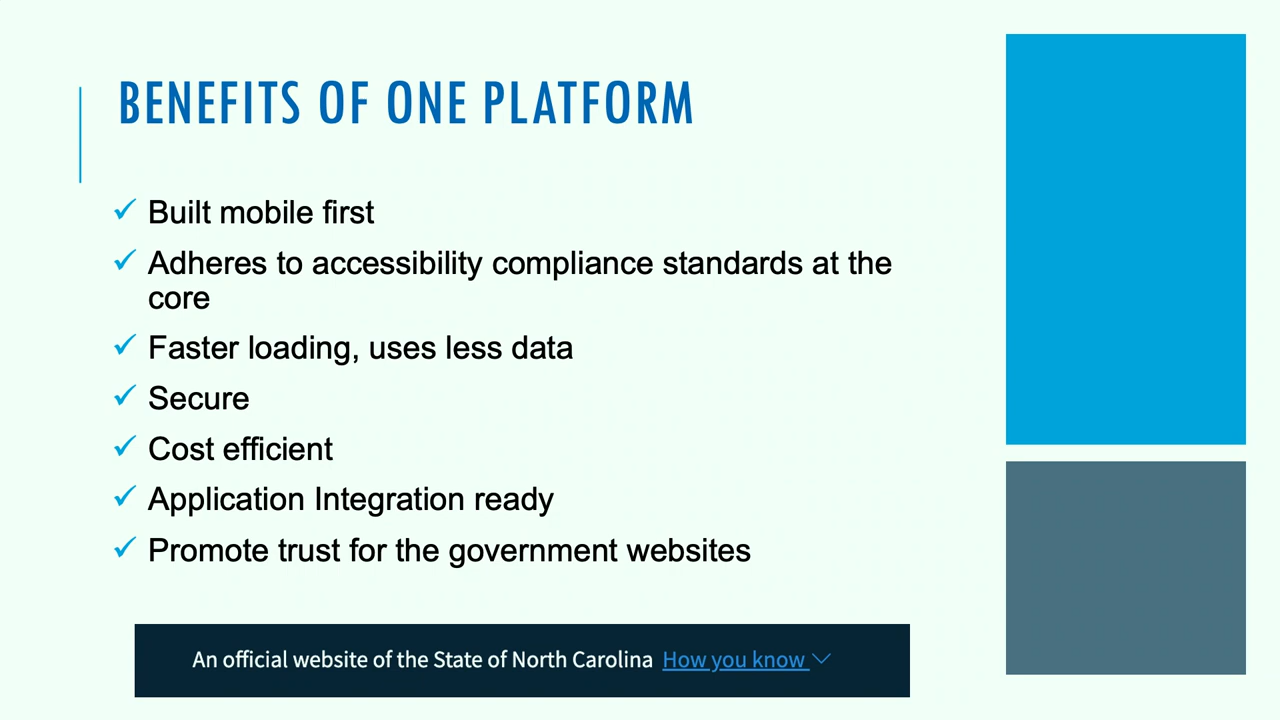 BENEFITS OF ONE PLATFORM
Built mobile first
Adheres to accessibility compliance standards at the
core
Faster loading, uses less data
Secure
Cost efficient
Application Integration ready
Promote trust for the government websites
An official website of the State of North Carolina How you know